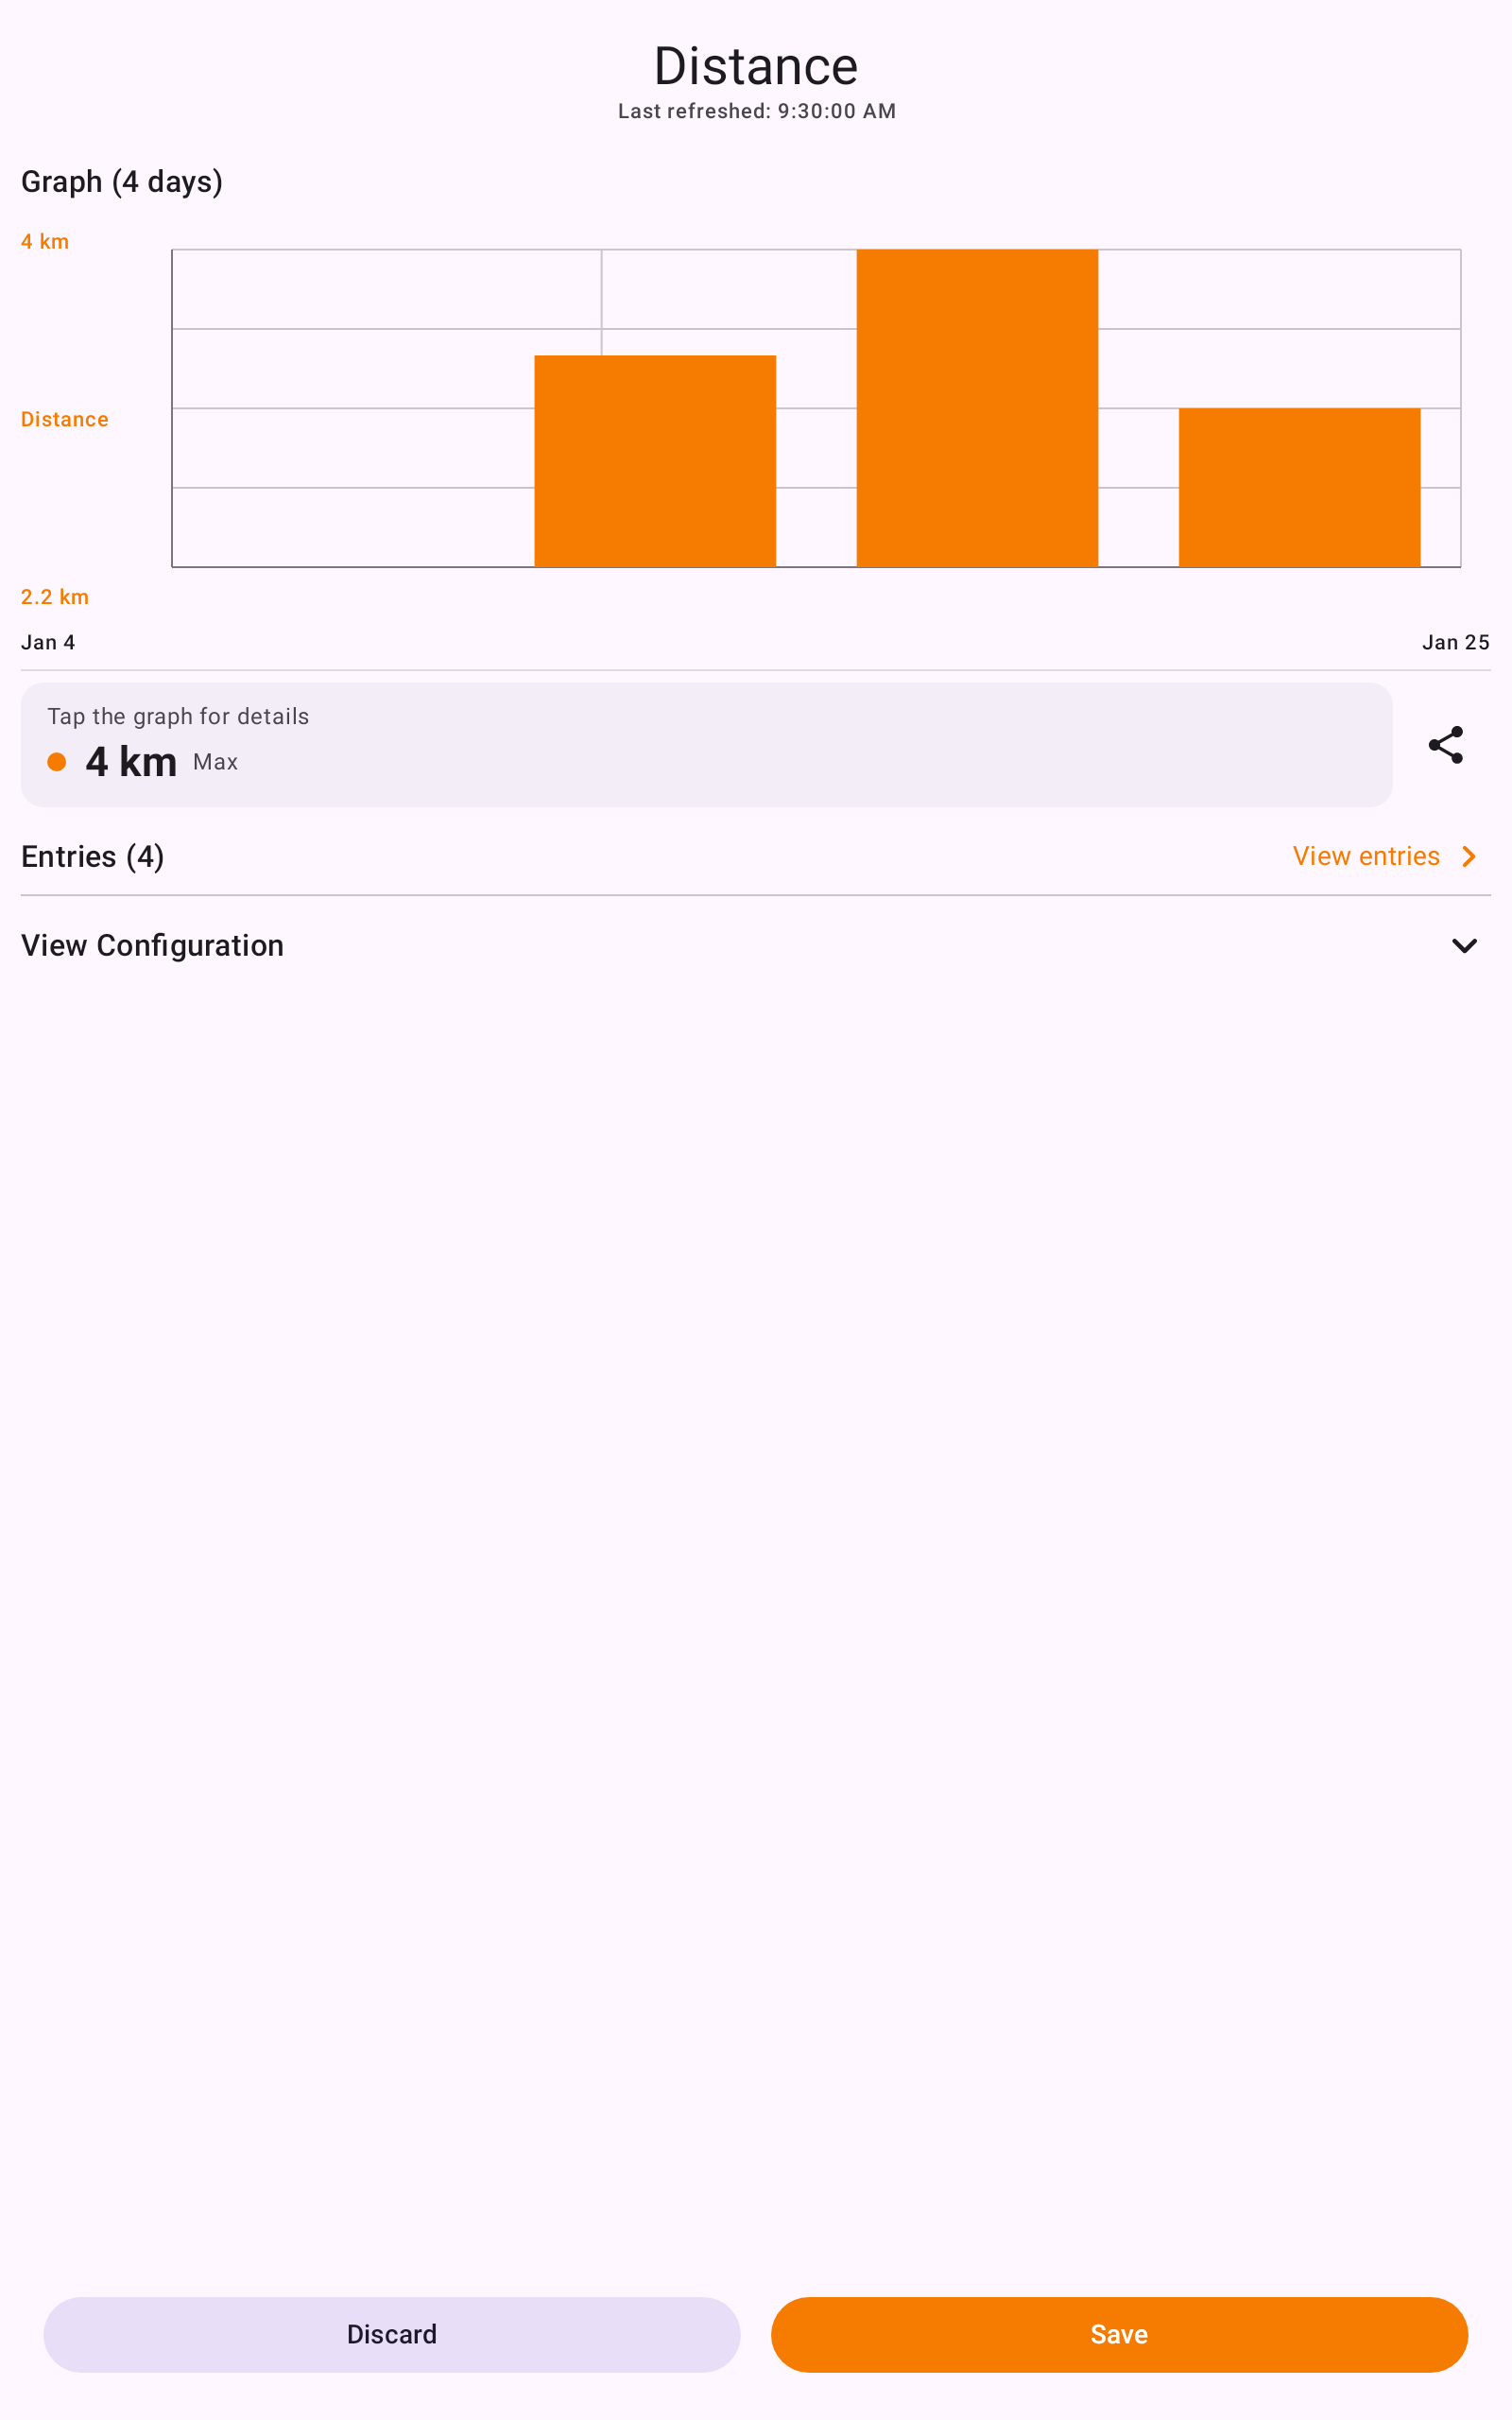 Distance
Last refreshed: 9:30:00 AM
Graph (4 days)
4 km
Distance
2.2 km
Jan 4 Jan 25
Tap the graph for details
4 km Max
Entries (4) View entries
View Configuration
Discard Save